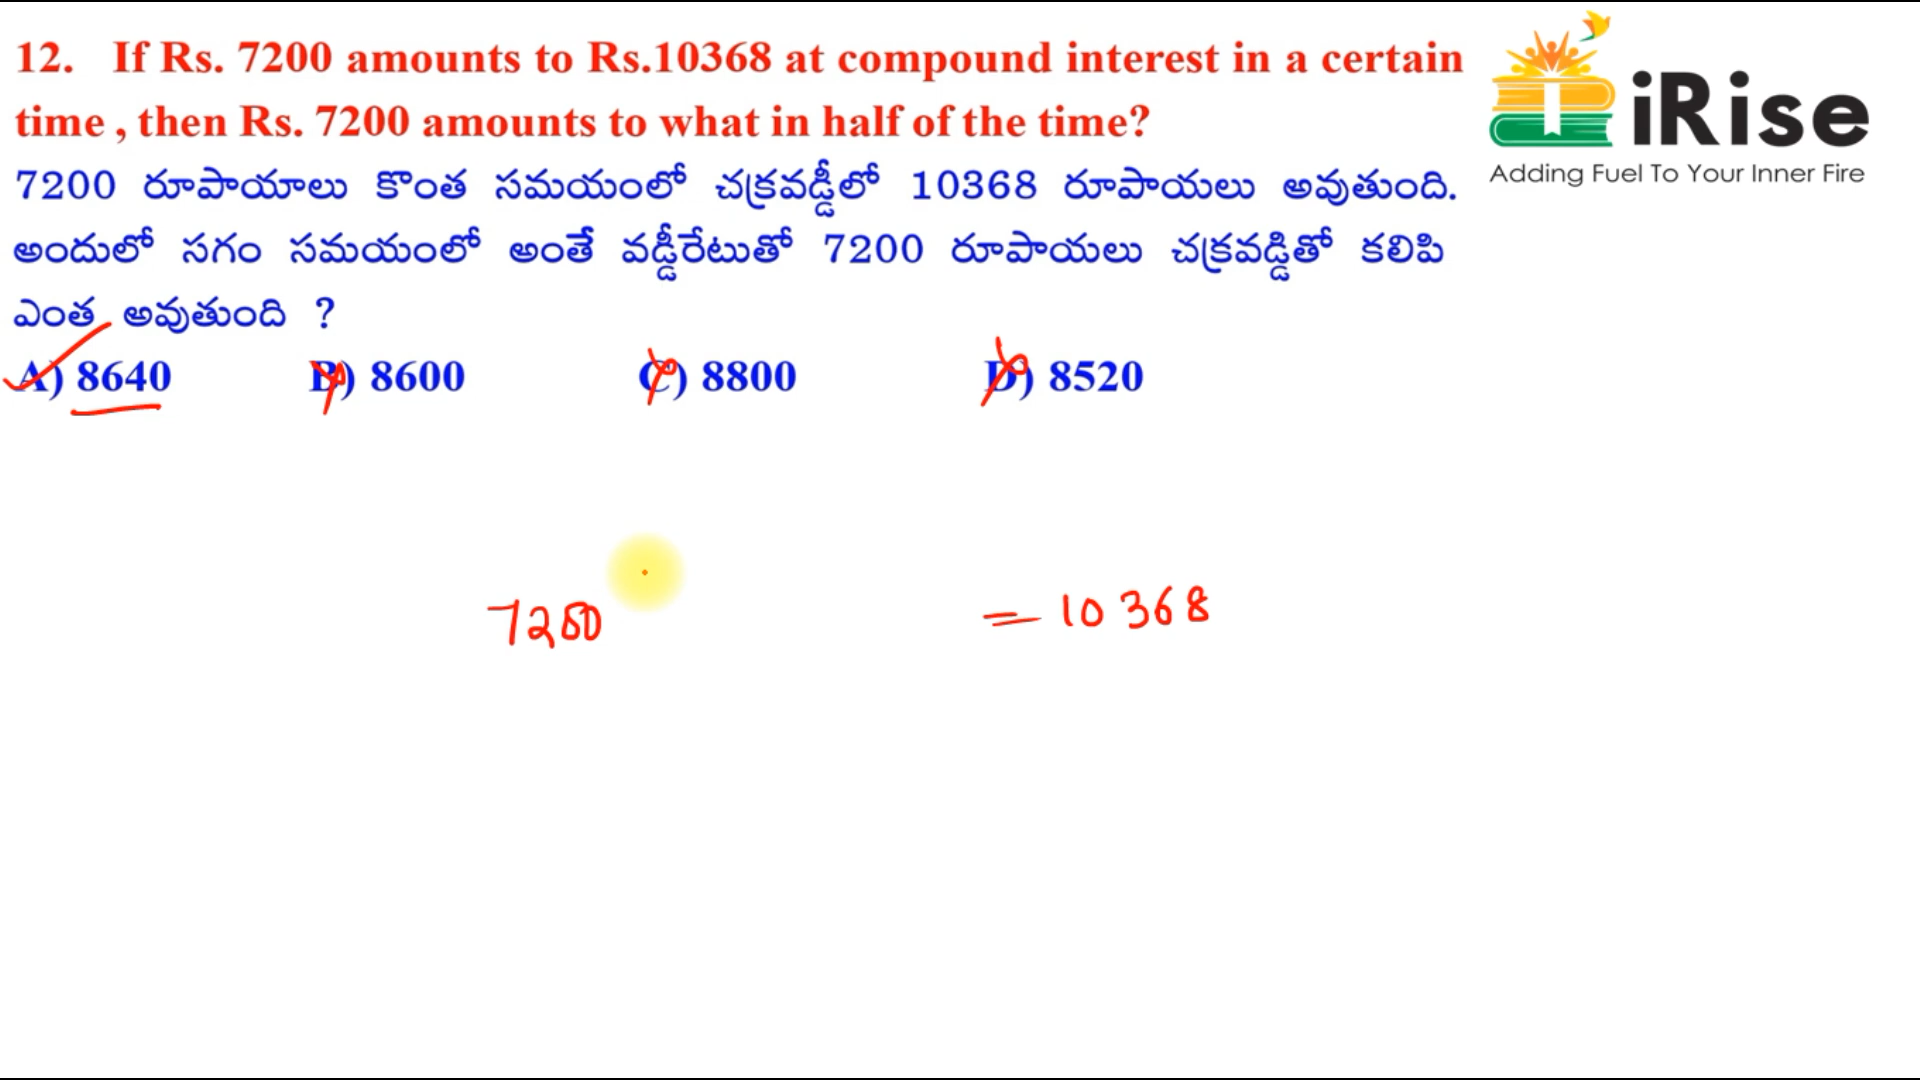 12. If Rs. 7200 amounts to Rs.10368 at compound interest in a certain
time , then Rs. 7200 amounts to what in half of the time?
7200 రూపాయాలు కొంత సమయంలో చక్రవడ్డీలో 10368 రూపాయలు అవుతుంది.
అందులో సగం సమయంలో అంతే వడ్డీరేటుతో 7200 రూపాయలు చక్రవడ్డితో కలిపి
ఎంత అవుతుంది ?
A) 8640 B) 8600 C) 8800 D) 8520
7200 = 10368
iRise
Adding Fuel To Your Inner Fire